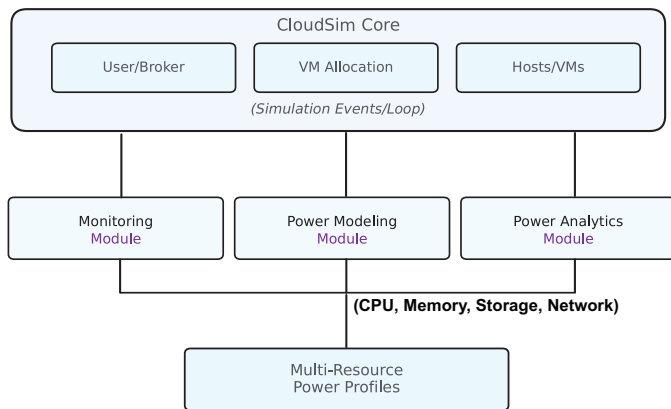 CloudSim Core
User/Broker
VM Allocation
Hosts/VMs
(Simulation Events/Loop)
Monitoring
Module
Power Modeling
Module
Power Analytics
Module
(CPU, Memory, Storage, Network)
Multi-Resource
Power Profiles